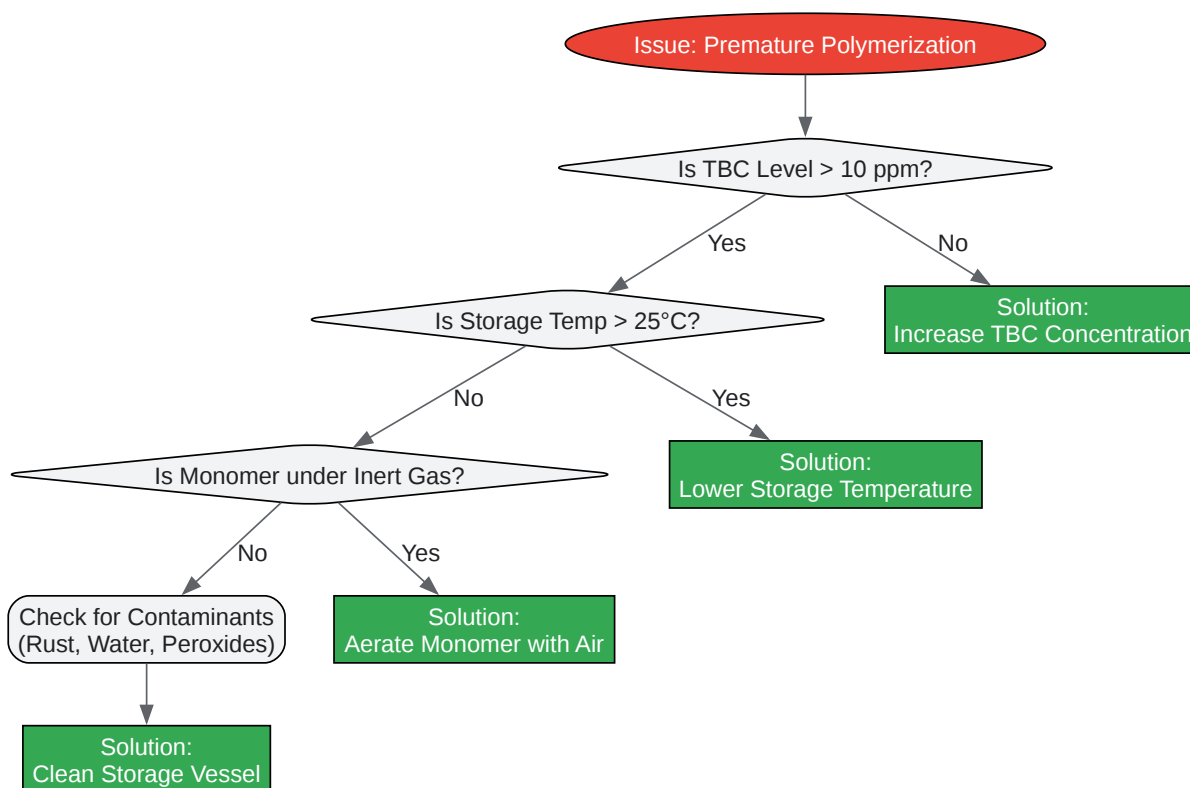 Issue: Premature Polymerization
Is TBC Level > 10 ppm?
Yes
No
Is Storage Temp > 25°C?
Solution:
Increase TBC Concentration
No
Yes
Is Monomer under Inert Gas?
Solution:
Lower Storage Temperature
No
Yes
Check for Contaminants
(Rust, Water, Peroxides)
Solution:
Aerate Monomer with Air
Solution:
Clean Storage Vessel